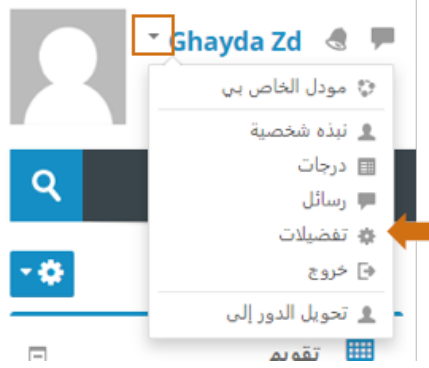 Ghayda Zd
مودل الخاص بي
نبذه شخصية
درجات
رسائل
تفضيلات
خروج
تحويل الدور إلى
تقويم